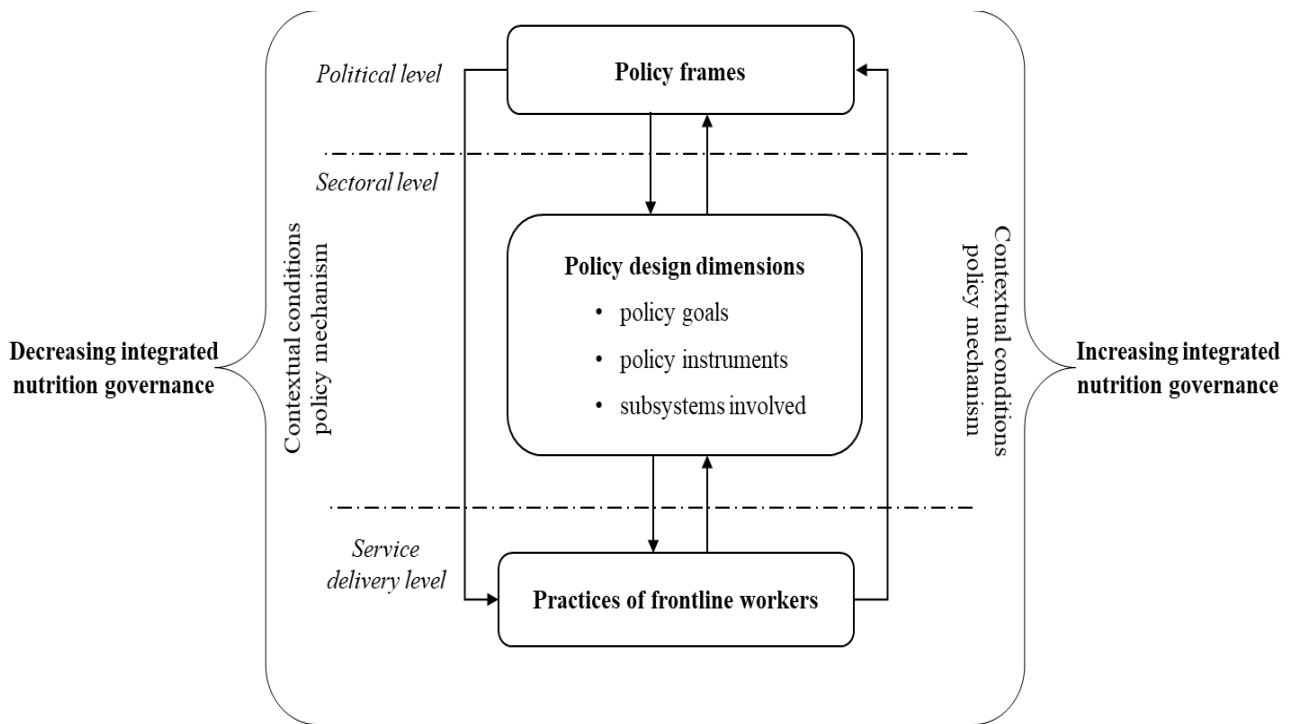 Political level
Policy frames
Sectoral level
Policy design dimensions
• policy goals
• policy instruments
• subsystems involved
Contextual conditions
policy mechanism
Contextual conditions
policy mechanism
Decreasing integrated
nutrition governance
Increasing integrated
nutrition governance
Service
delivery level
Practices of frontline workers